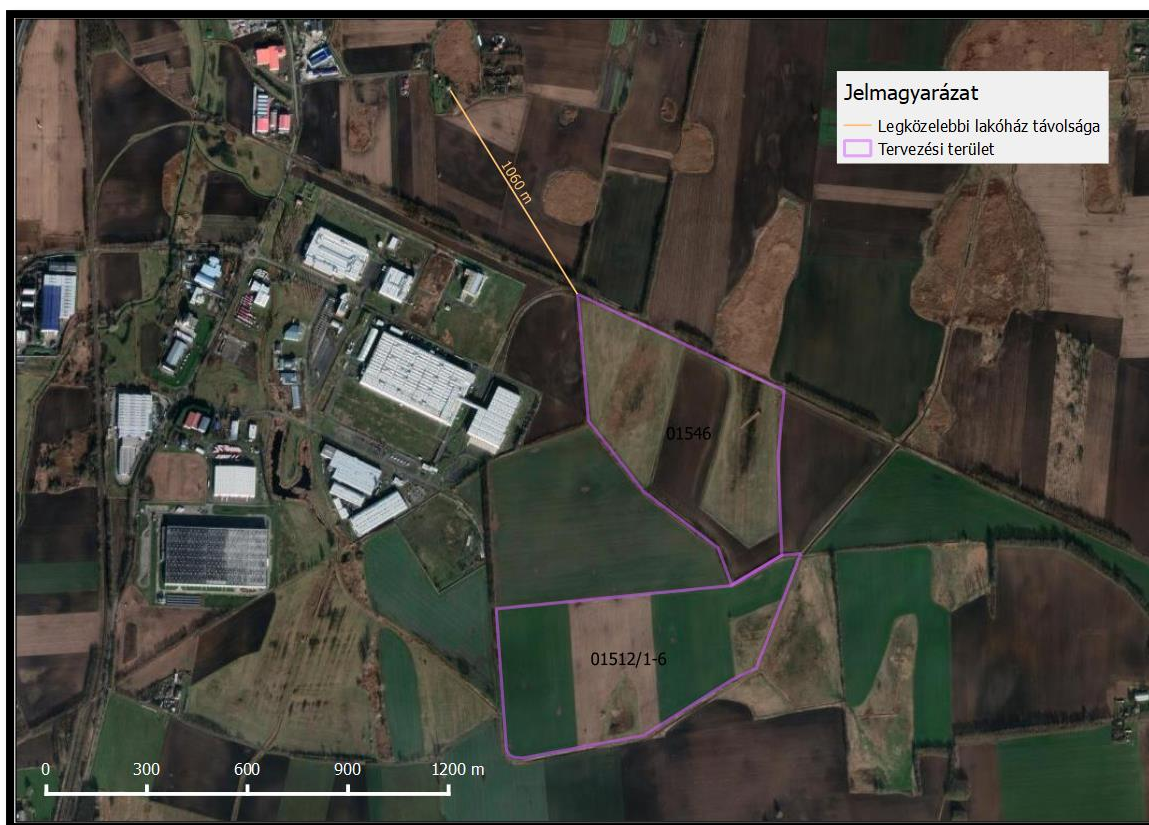 Jelmagyarázat
Legközelebbi lakóház távolsága
Tervezési terület
1060 m
01546
01512/1-6
0 300 600 900 1200 m